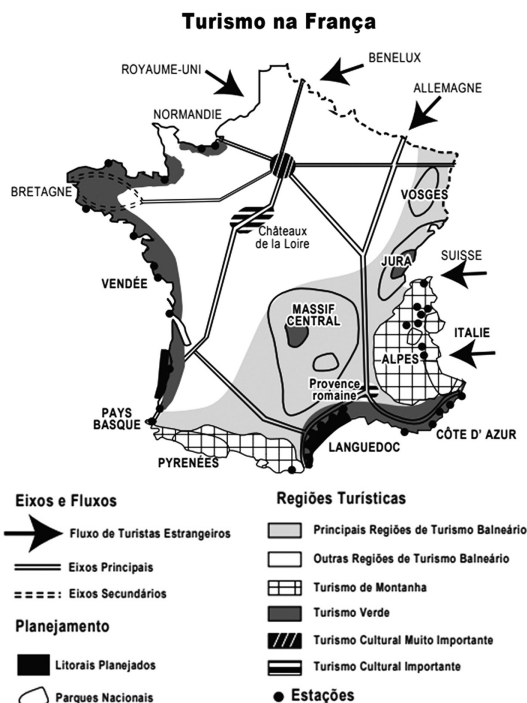 Turismo na França
BENELUX
ROYAUME-UNI
ALLEMAGNE
NORMANDIE
BRETAGNE
VOSGES
Châteaux
de la Loire
SUISSE
JURA
VENDÉE
MASSIF
CENTRAL
ITALIE
ALPES
Provence
romaine
PAYS
BASQUE
CÔTE D' AZUR
LANGUEDOC
PYRENÉES
Eixos e Fluxos
Fluxo de Turistas Estrangeiros
Eixos Principais
Eixos Secundários
Planejamento
Litorais Planejados
Parques Nacionais
Regiões Turísticas
Principais Regiões de Turismo Balneário
Outras Regiões de Turismo Balneário
Turismo de Montanha
Turismo Verde
Turismo Cultural Muito Importante
Turismo Cultural Importante
Estações